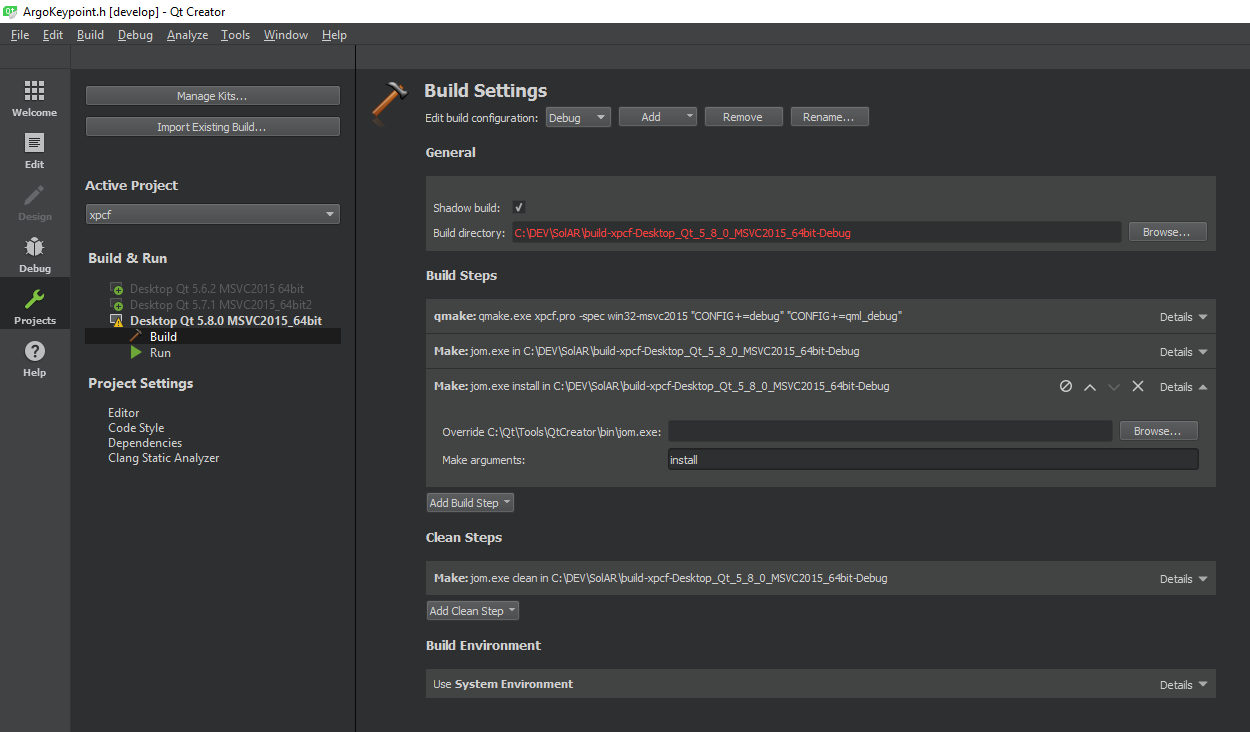 ArgoKeypoint.h [develop] - Qt Creator
File Edit Build Debug Analyze Tools Window Help
Welcome
Edit
Design
Debug
Projects
Help
Manage Kits...
Import Existing Build...
Active Project
xpcf
Build & Run
Desktop Qt 5.6.2 MSVC2015 64bit
Desktop Qt 5.7.1 MSVC2015_64bit2
Desktop Qt 5.8.0 MSVC2015_64bit
Build
Run
Project Settings
Editor
Code Style
Dependencies
Clang Static Analyzer
Build Settings
Edit build configuration: Debug Add Remove Rename...
General
Shadow build:
Build directory: C:\DEV\SolAR\build-xpcf-Desktop_Qt_5_8_0_MSVC2015_64bit-Debug Browse...
Build Steps
qmake: qmake.exe xpcf.pro -spec win32-msvc2015 "CONFIG+=debug" "CONFIG+=qml_debug" Details
Make: jom.exe in C:\DEV\SolAR\build-xpcf-Desktop_Qt_5_8_0_MSVC2015_64bit-Debug Details
Make: jom.exe install in C:\DEV\SolAR\build-xpcf-Desktop_Qt_5_8_0_MSVC2015_64bit-Debug Details
Override C:\Qt\Tools\QtCreator\bin\jom.exe: Browse...
Make arguments: install
Add Build Step
Clean Steps
Make: jom.exe clean in C:\DEV\SolAR\build-xpcf-Desktop_Qt_5_8_0_MSVC2015_64bit-Debug Details
Add Clean Step
Build Environment
Use System Environment Details